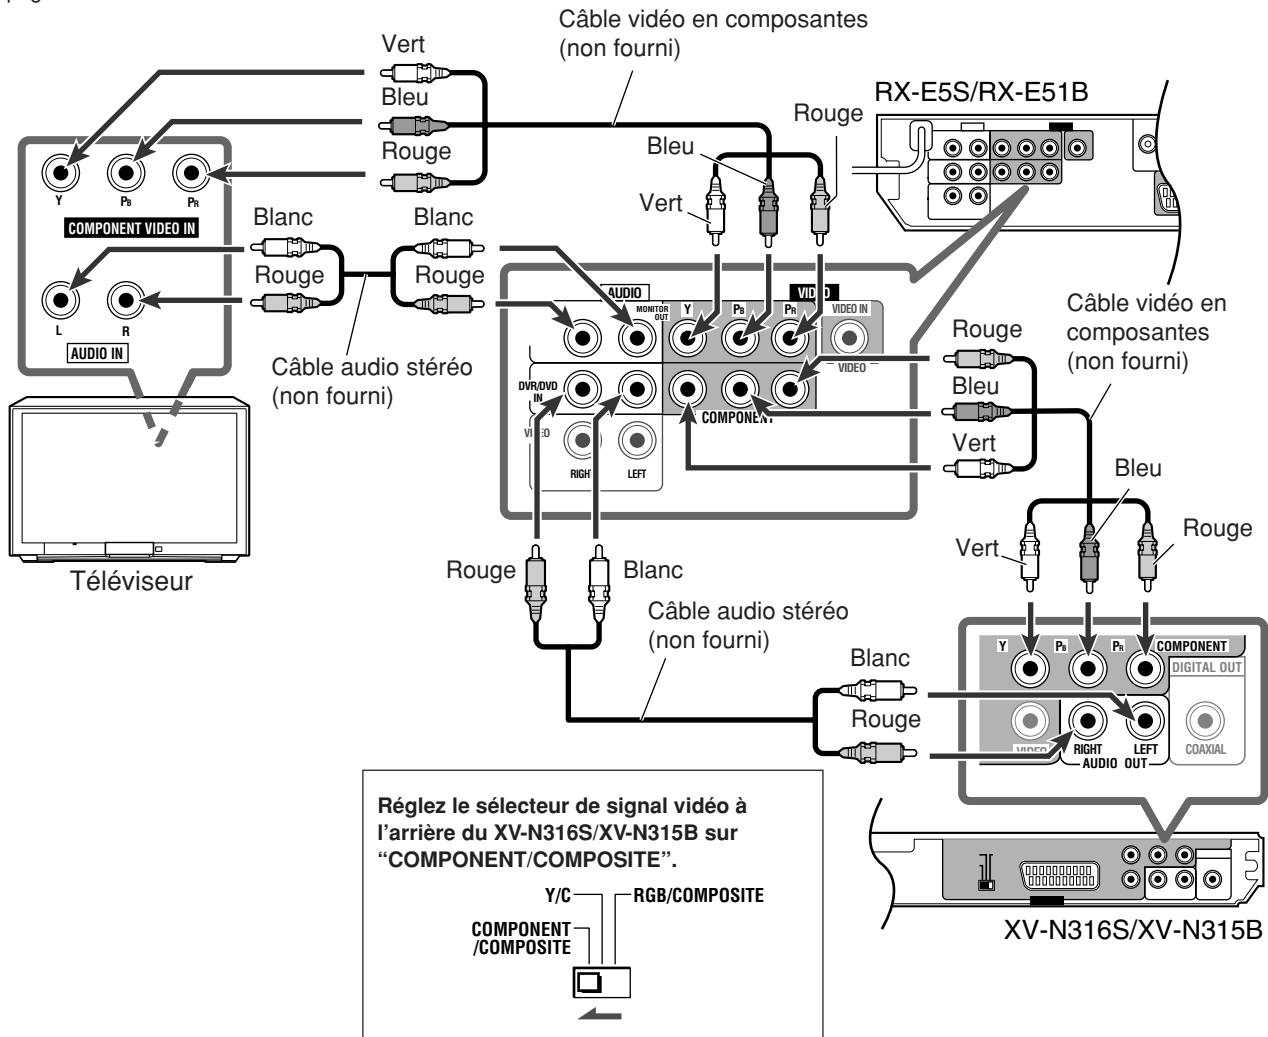 Câble vidéo en composantes
(non fourni)
Vert
Bleu
Rouge
RX-E5S/RX-E51B
Rouge
Bleu
Vert
Y PB PR
COMPONENT VIDEO IN
Blanc
Rouge
Blanc
Rouge
L R
AUDIO IN
Câble audio stéréo
(non fourni)
Téléviseur
AUDIO
VIDEO
MONITOR
OUT
Y PB PR
VIDEO IN
VIDEO
DVR/DVD
IN
COMPONENT
VIDEO
RIGHT LEFT
Câble vidéo en
composantes
(non fourni)
Rouge
Bleu
Vert
Bleu
Vert
Rouge
Rouge
Blanc
Câble audio stéréo
(non fourni)
Blanc
Rouge
Y PB PR COMPONENT
DIGITAL OUT
VIDEO
RIGHT LEFT
AUDIO OUT
COAXIAL
XV-N316S/XV-N315B
Réglez le sélecteur de signal vidéo à
l'arrière du XV-N316S/XV-N315B sur
“COMPONENT/COMPOSITE”.
Y/C
RGB/COMPOSITE
COMPONENT
/COMPOSITE